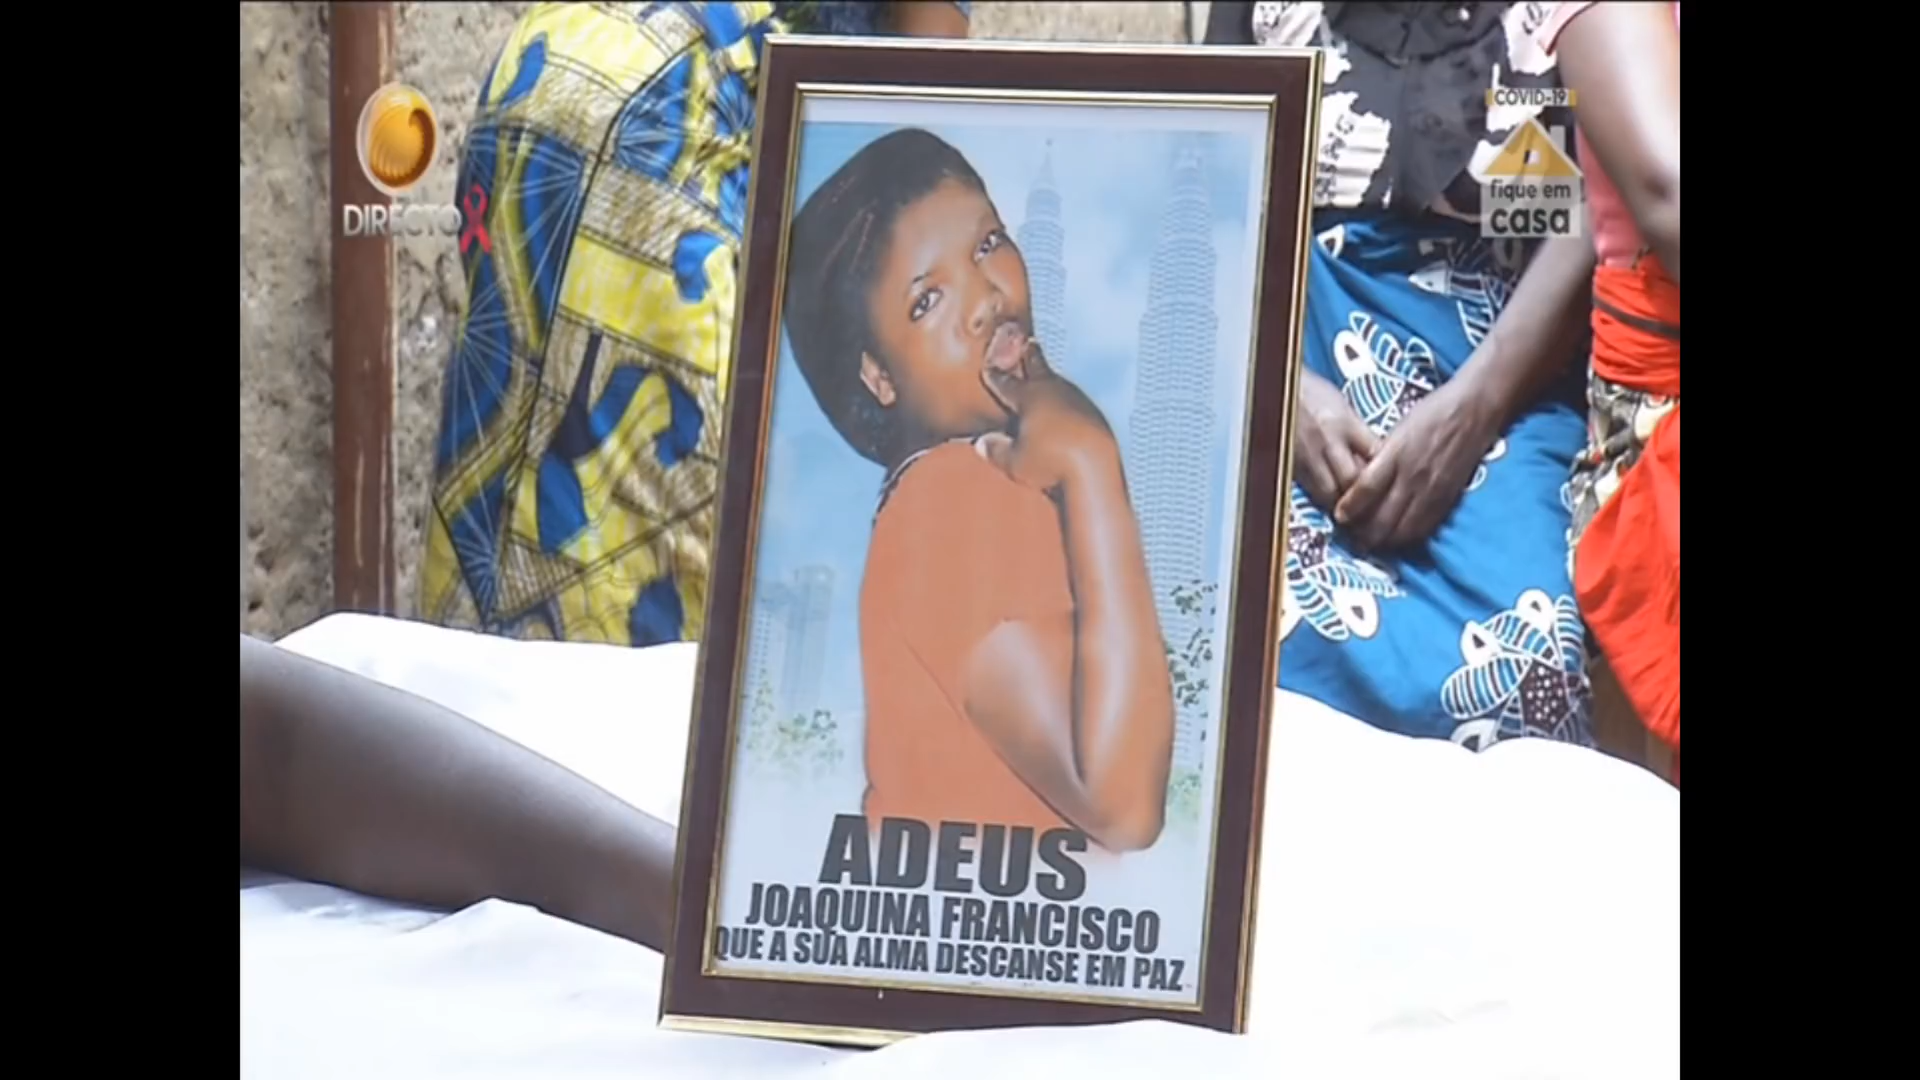 DIRECTO
COVID-19
fique em
casa
ADEUS
JOAQUINA FRANCISCO
QUE A SUA ALMA DESCANSE EM PAZ